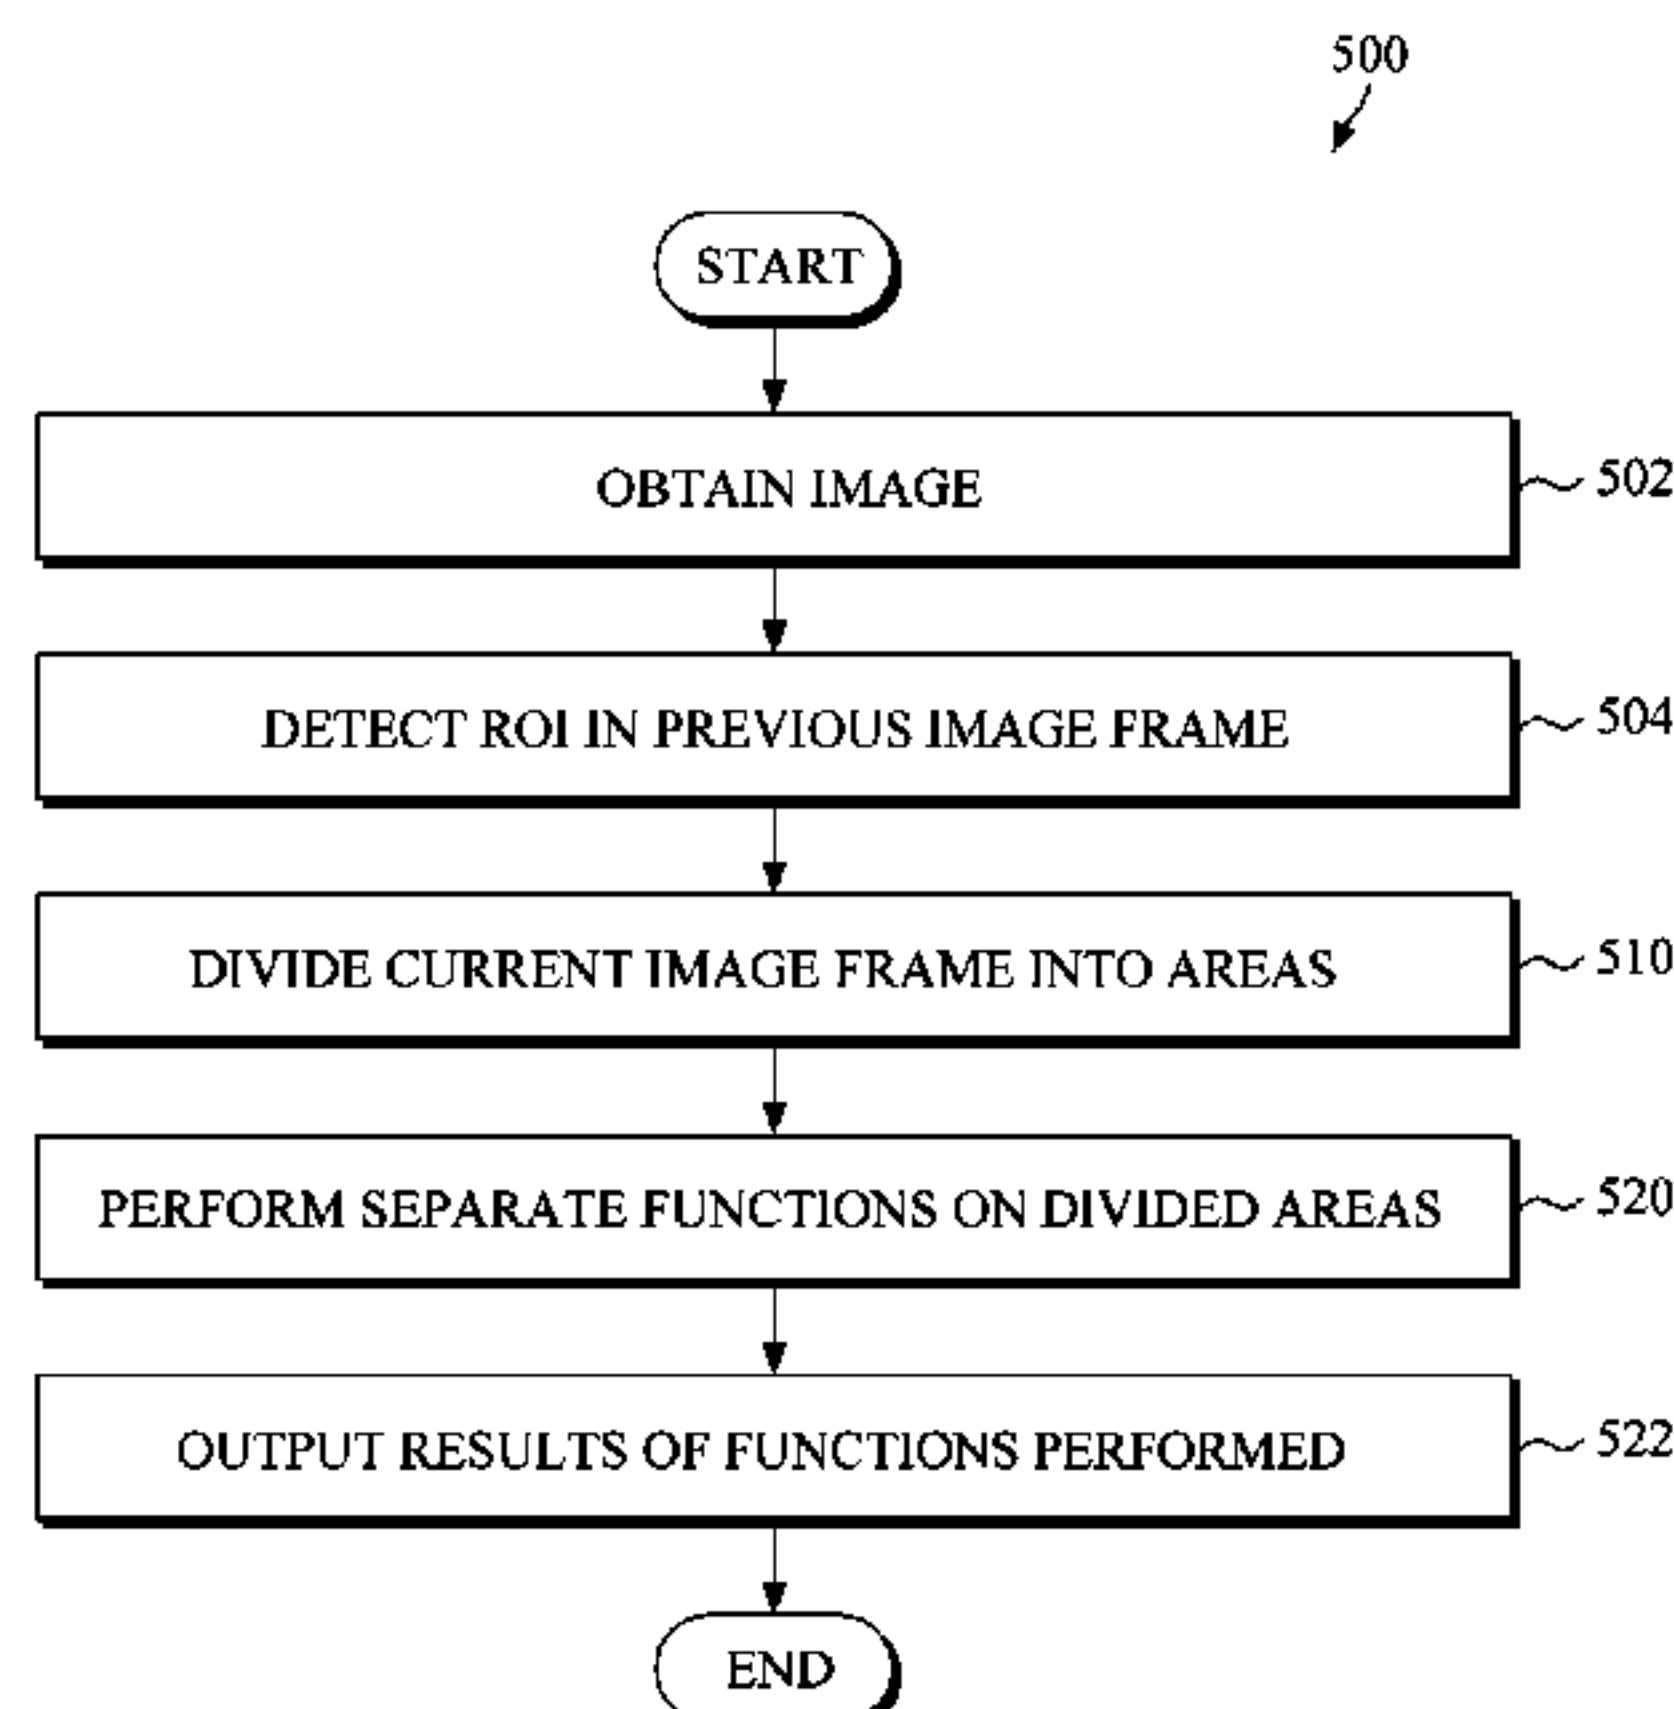 500
START
OBTAIN IMAGE
502
DETECT ROI IN PREVIOUS IMAGE FRAME
504
DIVIDE CURRENT IMAGE FRAME INTO AREAS
510
PERFORM SEPARATE FUNCTIONS ON DIVIDED AREAS
520
OUTPUT RESULTS OF FUNCTIONS PERFORMED
522
END